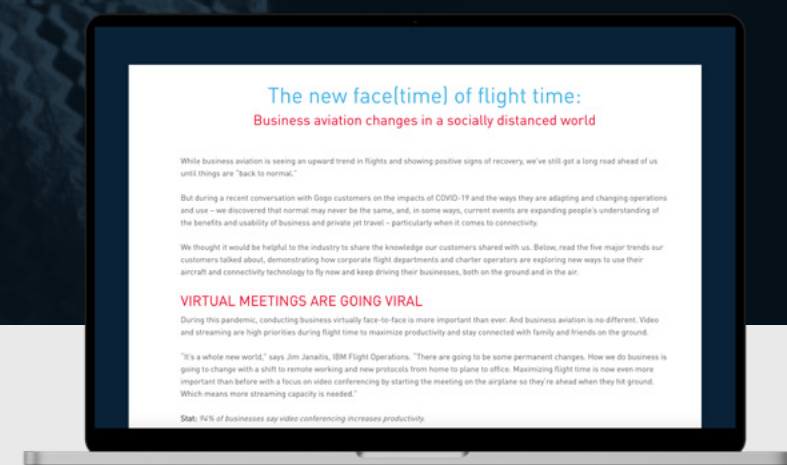 The new face(time) of flight time:
Business aviation changes in a socially distanced world
While business aviation is seeing an upward trend in flights and showing positive signs of recovery, we've still got a long road ahead of us
until things are "back to normal."
But during a recent conversation with Gogo customers on the impacts of COVID-19 and the ways they are adapting and changing operations
and use – we discovered that normal may never be the same, and, in some ways, current events are expanding people's understanding of
the benefits and usability of business and private jet travel – particularly when it comes to connectivity.
We thought it would be helpful to the industry to share the knowledge our customers shared with us. Below, read the five major trends our
customers talked about, demonstrating how corporate flight departments and charter operators are exploring new ways to use their
aircraft and connectivity technology to fly now and keep driving their businesses, both on the ground and in the air.
VIRTUAL MEETINGS ARE GOING VIRAL
During this pandemic, conducting business virtually face-to-face is more important than ever. And business aviation is no different. Video
and streaming are high priorities during flight time to maximize productivity and stay connected with family and friends on the ground.
"It's a whole new world," says Jim Janaitis, IBM Flight Operations. "There are going to be some permanent changes. How we do business is
going to change with a shift to remote working and new protocols from home to plane to office. Maximizing flight time is now even more
important than before with a focus on video conferencing by starting the meeting on the airplane so they're ahead when they hit ground.
Which means more streaming capacity is needed."
Stat: 94% of businesses say video conferencing increases productivity.